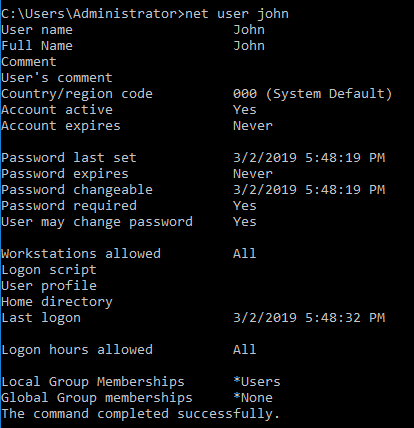 C:\Users\Administrator>net user john
User name                    John
Full Name                    John
Comment
User's comment
Country/region code          000 (System Default)
Account active               Yes
Account expires              Never

Password last set            3/2/2019 5:48:19 PM
Password expires             Never
Password changeable          3/2/2019 5:48:19 PM
Password required            Yes
User may change password     Yes

Workstations allowed         All
Logon script
User profile
Home directory
Last logon                   3/2/2019 5:48:32 PM

Logon hours allowed          All

Local Group Memberships      *Users
Global Group memberships     *None
The command completed successfully.